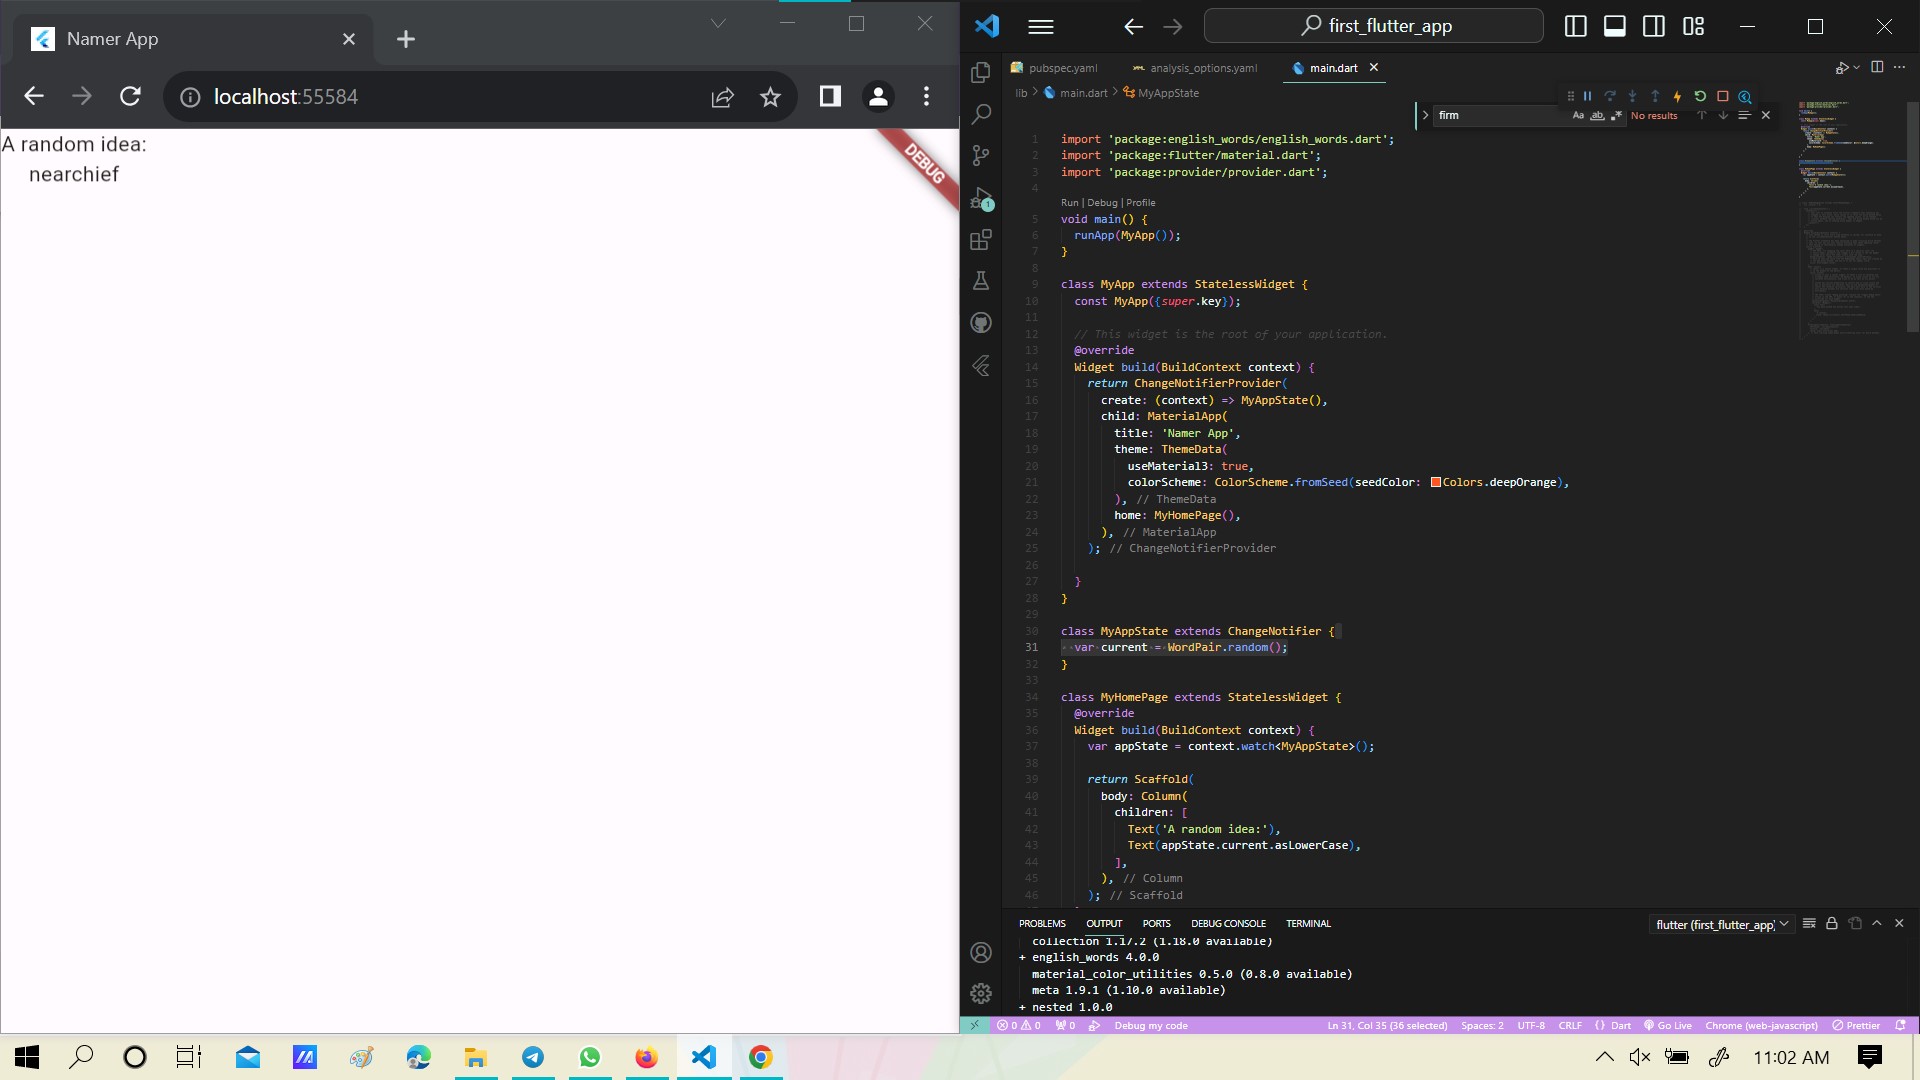 Namer App
localhost:55584
A random idea:
nearchief
DEBUG
first_flutter_app
pubspec.yaml
analysis_options.yaml
main.dart
lib > main.dart > MyAppState
firm
Aa
ab
No results
1 import 'package:english_words/english_words.dart';
2 import 'package:flutter/material.dart';
3 import 'package:provider/provider.dart';
4
Run | Debug | Profile
5 void main() {
6 runApp(MyApp());
7 }
8
9 class MyApp extends StatelessWidget {
10 const MyApp({super.key});
11
12 // This widget is the root of your application.
13 @override
14 Widget build(BuildContext context) {
15 return ChangeNotifierProvider(
16 create: (context) => MyAppState(),
17 child: MaterialApp(
18 title: 'Namer App',
19 theme: ThemeData(
20 useMaterial3: true,
21 colorScheme: ColorScheme.fromSeed(seedColor: Colors.deepOrange),
22 ), // ThemeData
23 home: MyHomePage(),
24 ), // MaterialApp
25 ); // ChangeNotifierProvider
26
27 }
28 }
29
30 class MyAppState extends ChangeNotifier {
31 var current = WordPair.random();
32 }
33
34 class MyHomePage extends StatelessWidget {
35 @override
36 Widget build(BuildContext context) {
37 var appState = context.watch<MyAppState>();
38
39 return Scaffold(
40 body: Column(
41 children: [
42 Text('A random idea:'),
43 Text(appState.current.asLowerCase),
44 ],
45 ), // Column
46 ); // Scaffold
PROBLEMS OUTPUT PORTS DEBUG CONSOLE TERMINAL
flutter (first_flutter_app)
collection 1.17.2 (1.18.0 available)
+ english_words 4.0.0
material_color_utilities 0.5.0 (0.8.0 available)
meta 1.9.1 (1.10.0 available)
+ nested 1.0.0
0 0 0 Debug my code
Ln 31, Col 35 (36 selected) Spaces: 2 UTF-8 CRLF {} Dart Go Live Chrome (web-javascript) Prettier
1
11:02 AM